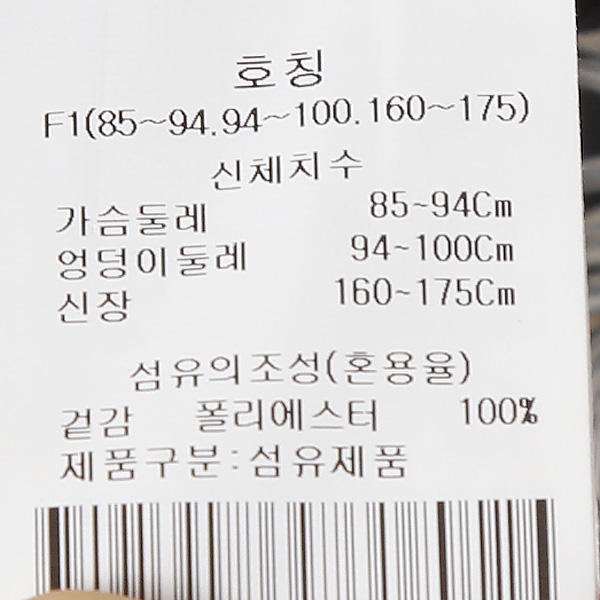 호칭
F1(85~94.94~100.160~175)
신체치수
가슴둘레 85~94Cm
엉덩이둘레 94~100Cm
신장 160~175Cm
섬유의조성(혼용율)
겉감 폴리에스터 100%
제품구분:섬유제품